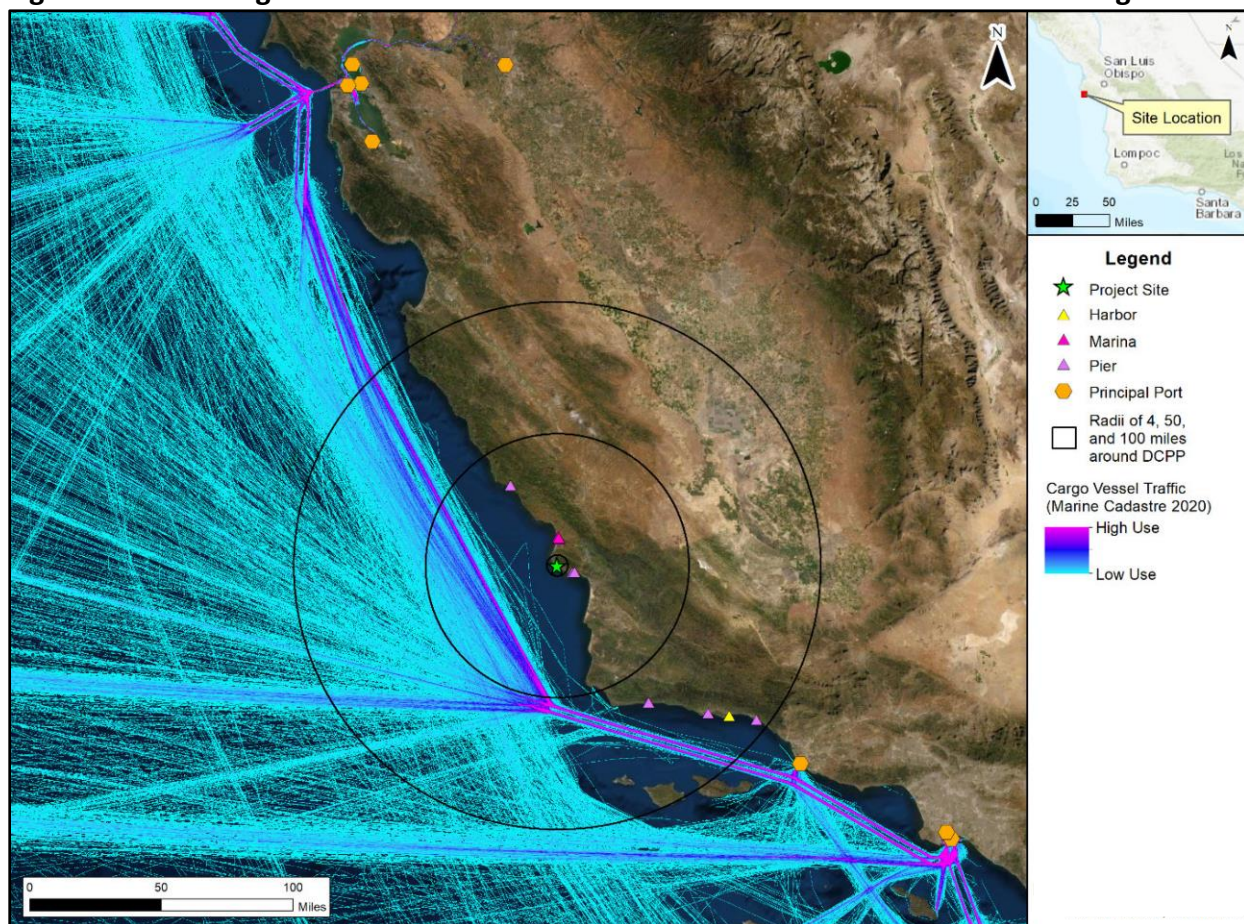 N
San Luis
Obispo
Site Location
Lompoc
Santa
Barbara
0 25 50
Miles
Legend
Project Site
Harbor
Marina
Pier
Principal Port
Radii of 4, 50,
and 100 miles
around DCPP
Cargo Vessel Traffic
(Marine Cadastre 2020)
High Use
Low Use
N
0 50 100
Miles